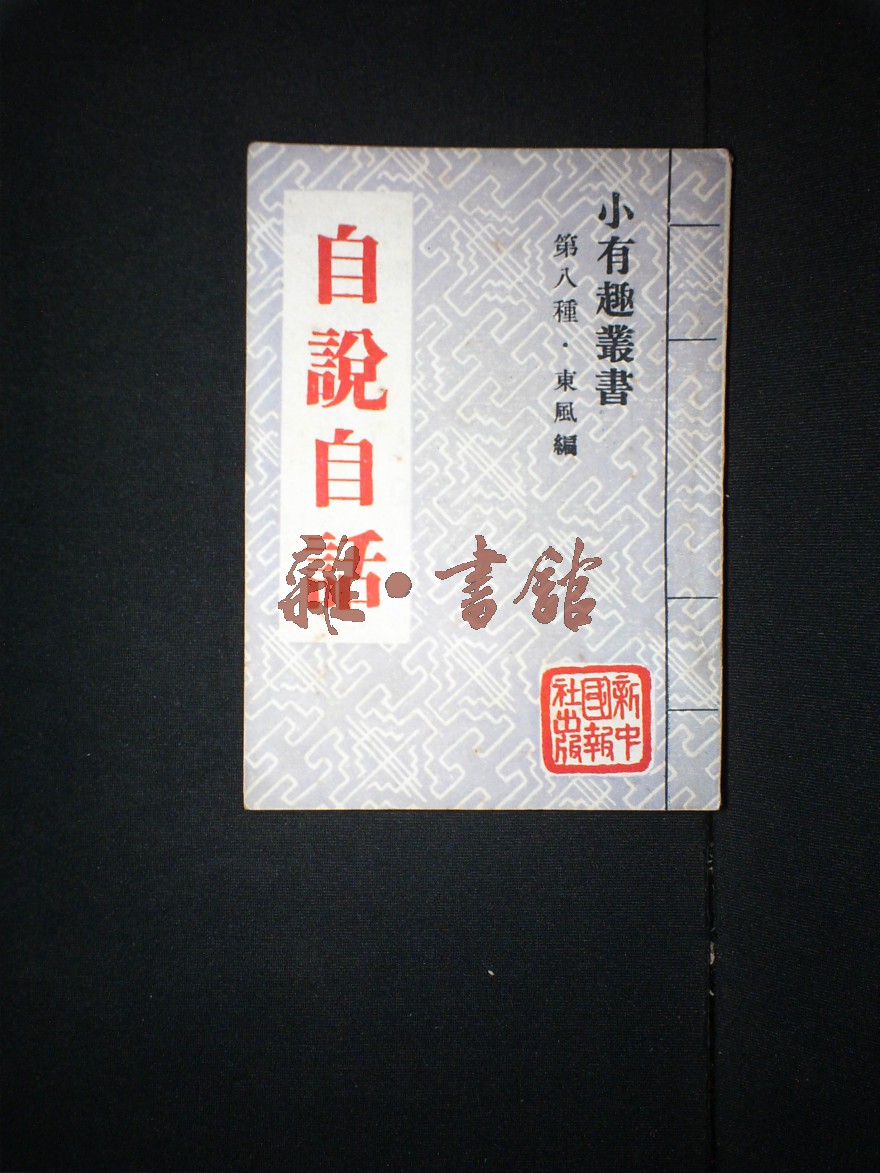 小有趣叢書
第八種·東風編
自說自話
新中
國報
社出版
雜·書館